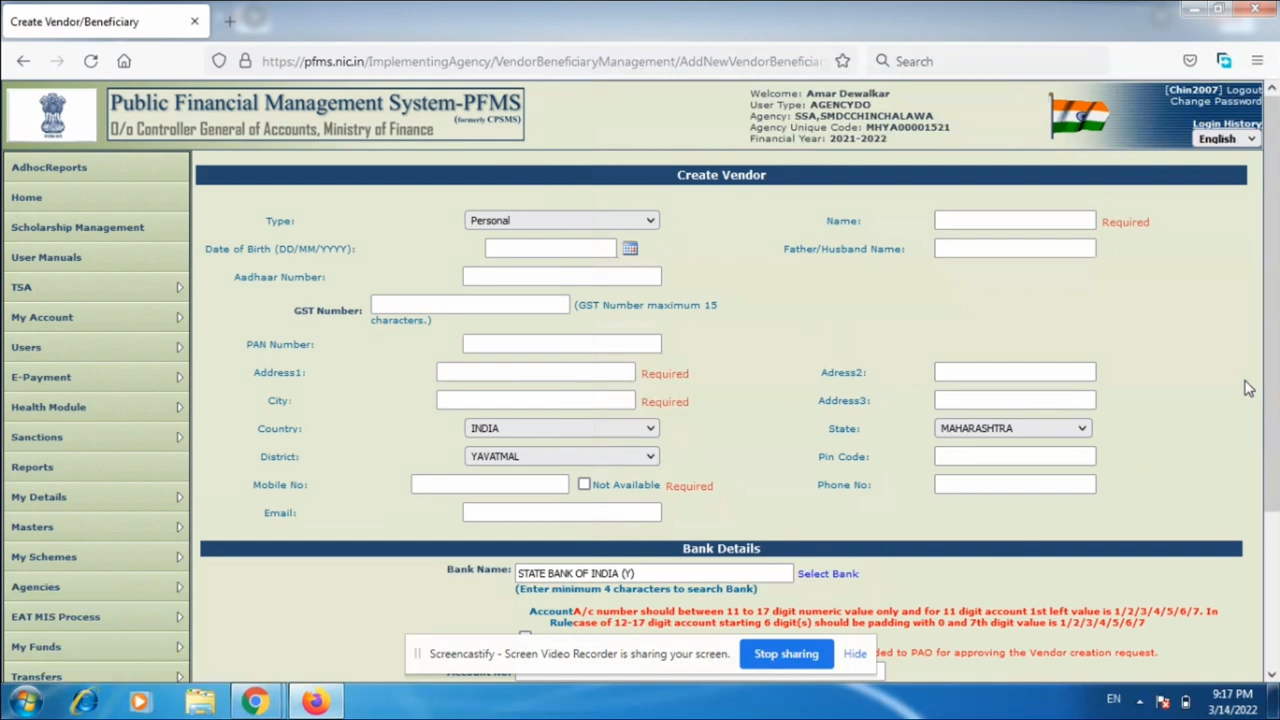 Create Vendor/Beneficiary
https://pfms.nic.in/ImplementingAgency/VendorBeneficiaryManagement/AddNewVendorBeneficiar
Search
Public Financial Management System-PFMS
(formerly CPSMS)
O/o Controller General of Accounts, Ministry of Finance
Welcome: Amar Dewalkar
User Type: AGENCYDO
Agency: SSA,SMDCCHINCHALAWA
Agency Unique Code: MHYA00001521
Financial Year: 2021-2022
[Chin2007] Logout
Change Password
Login History
English
AdhocReports
Home
Scholarship Management
User Manuals
TSA
My Account
Users
E-Payment
Health Module
Sanctions
Reports
My Details
Masters
My Schemes
Agencies
EAT MIS Process
My Funds
Transfers
Create Vendor
Type: Personal Name: Required
Date of Birth (DD/MM/YYYY): Father/Husband Name:
Aadhaar Number:
GST Number: (GST Number maximum 15
characters.)
PAN Number:
Address1: Required Adress2:
City: Required Address3:
Country: INDIA State: MAHARASHTRA
District: YAVATMAL Pin Code:
Mobile No: Not Available Required Phone No:
Email:
Bank Details
Bank Name: STATE BANK OF INDIA (Y) Select Bank
(Enter minimum 4 characters to search Bank)
AccountA/c number should between 11 to 17 digit numeric value only and for 11 digit account 1st left value is 1/2/3/4/5/6/7. In
Rulecase of 12-17 digit account starting 6 digit(s) should be padding with 0 and 7th digit value is 1/2/3/4/5/6/7
to PAD for approving the Vendor creation request.
Screencastify - Screen Video Recorder is sharing your screen. Stop sharing Hide
EN
9:17 PM
3/14/2022